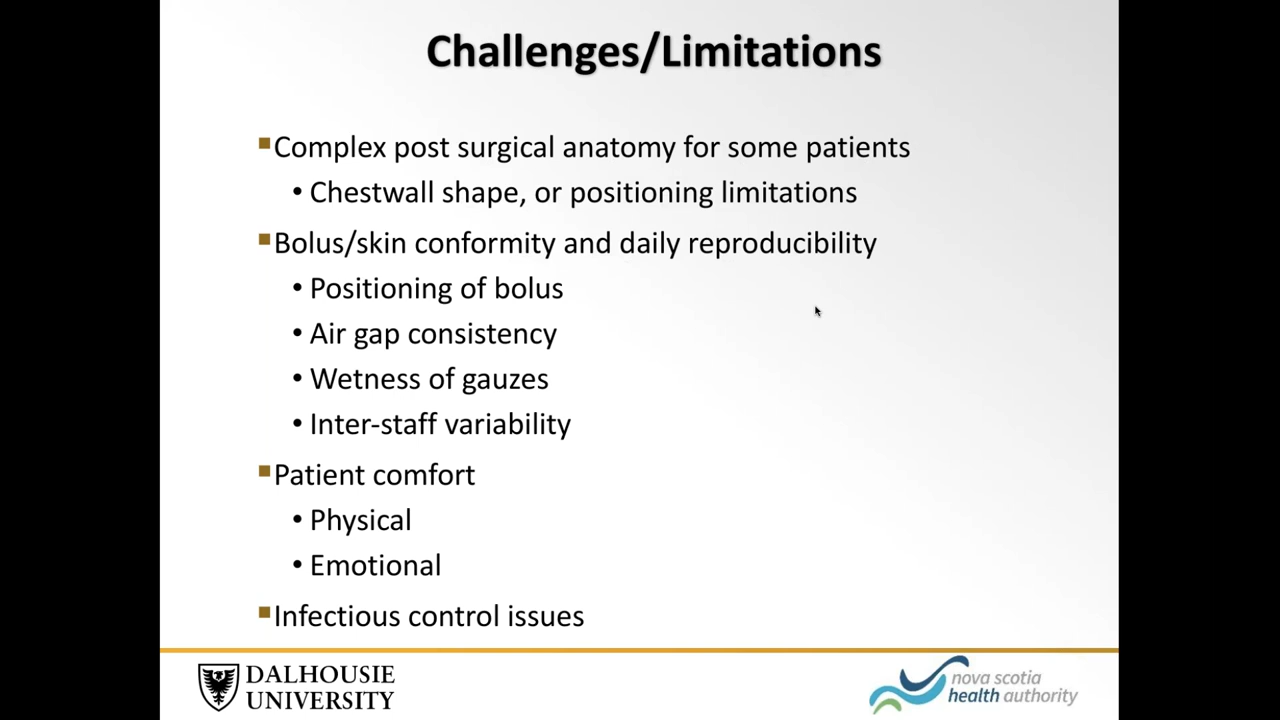 Challenges/Limitations
Complex post surgical anatomy for some patients
Chestwall shape, or positioning limitations
Bolus/skin conformity and daily reproducibility
Positioning of bolus
Air gap consistency
Wetness of gauzes
Inter-staff variability
Patient comfort
Physical
Emotional
Infectious control issues
DALHOUSIE
UNIVERSITY
nova scotia
health authority